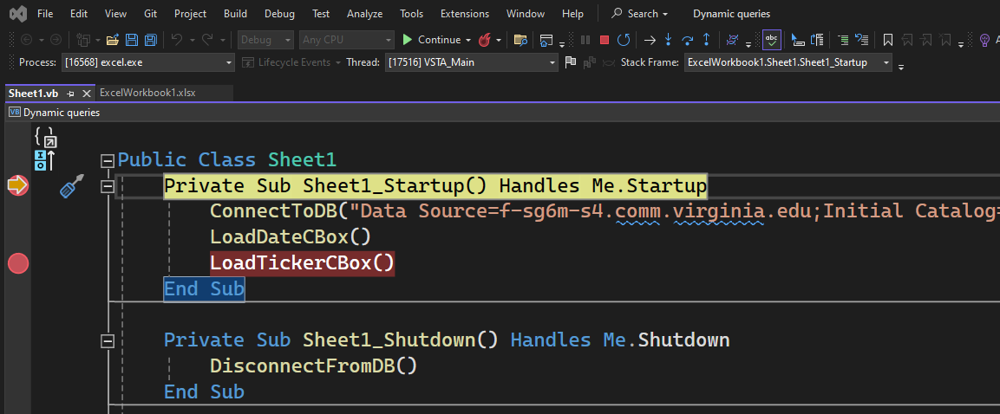 File Edit View Git Project Build Debug Test Analyze Tools Extensions Window Help Search Dynamic queries
Debug Any CPU Continue abc
Process: [16568] excel.exe Lifecycle Events Thread: [17516] VSTA_Main Stack Frame: ExcelWorkbook1.Sheet1.Sheet1_Startup
Sheet1.vb ExcelWorkbook1.xlsx
VB Dynamic queries
Public Class Sheet1
Private Sub Sheet1_Startup() Handles Me.Startup
ConnectToDB("Data Source=f-sg6m-s4.comm.virginia.edu;Initial Catalog=
LoadDateCBox()
LoadTickerCBox()
End Sub
Private Sub Sheet1_Shutdown() Handles Me.Shutdown
DisconnectFromDB()
End Sub